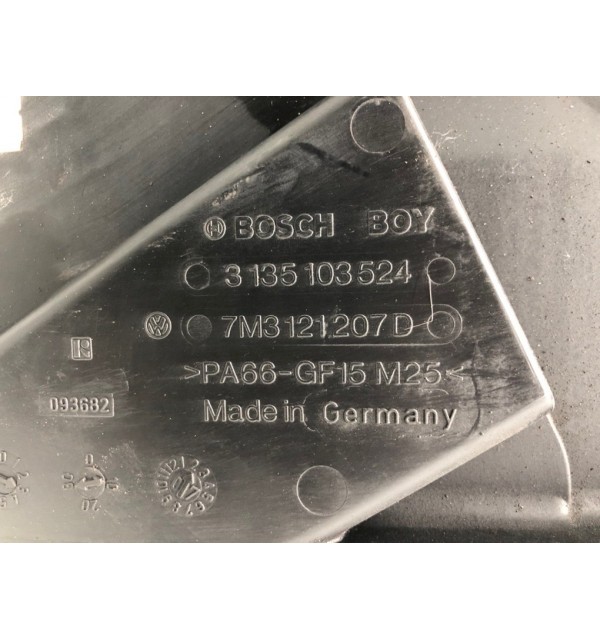 BOSCH BOY
3 135 103 524
7M3 121 207 D
>PA66-GF15 M25<
Made in Germany
093682